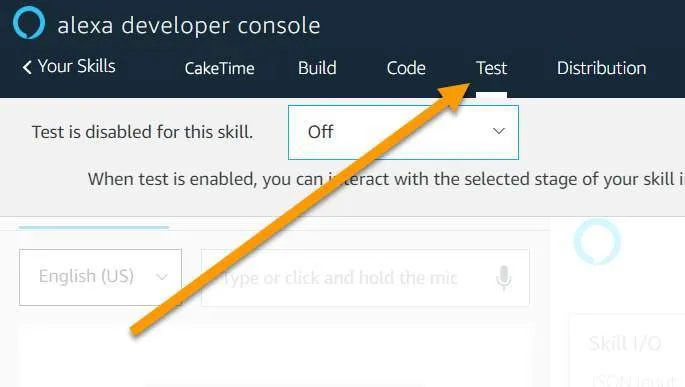 alexa developer console
Your Skills CakeTime Build Code Test Distribution
Test is disabled for this skill. Off
When test is enabled, you can interact with the selected stage of your skill
English (US) Type or click and hold the mic
Skill I/O
JSON Input